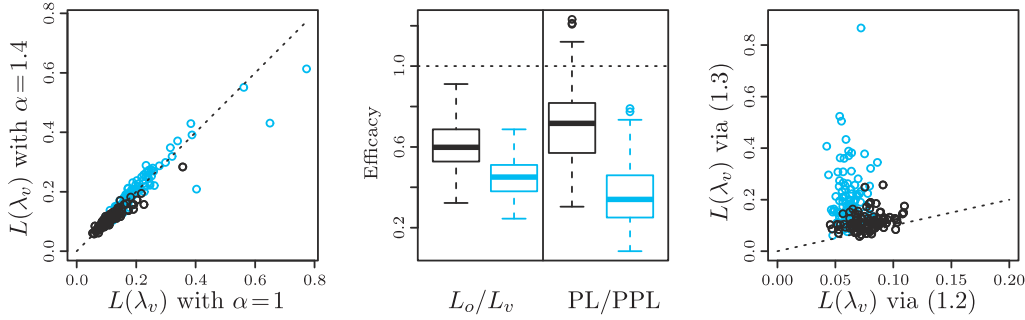 L(λᵥ) with α=1.4
0.0 0.2 0.4 0.6 0.8
0.0 0.2 0.4 0.6 0.8
L(λᵥ) with α=1
Efficacy
0.2 0.6 1.0
Lₒ/Lᵥ PL/PPL
L(λᵥ) via (1.3)
0.0 0.2 0.4 0.6 0.8
0.00 0.05 0.10 0.15 0.20
L(λᵥ) via (1.2)